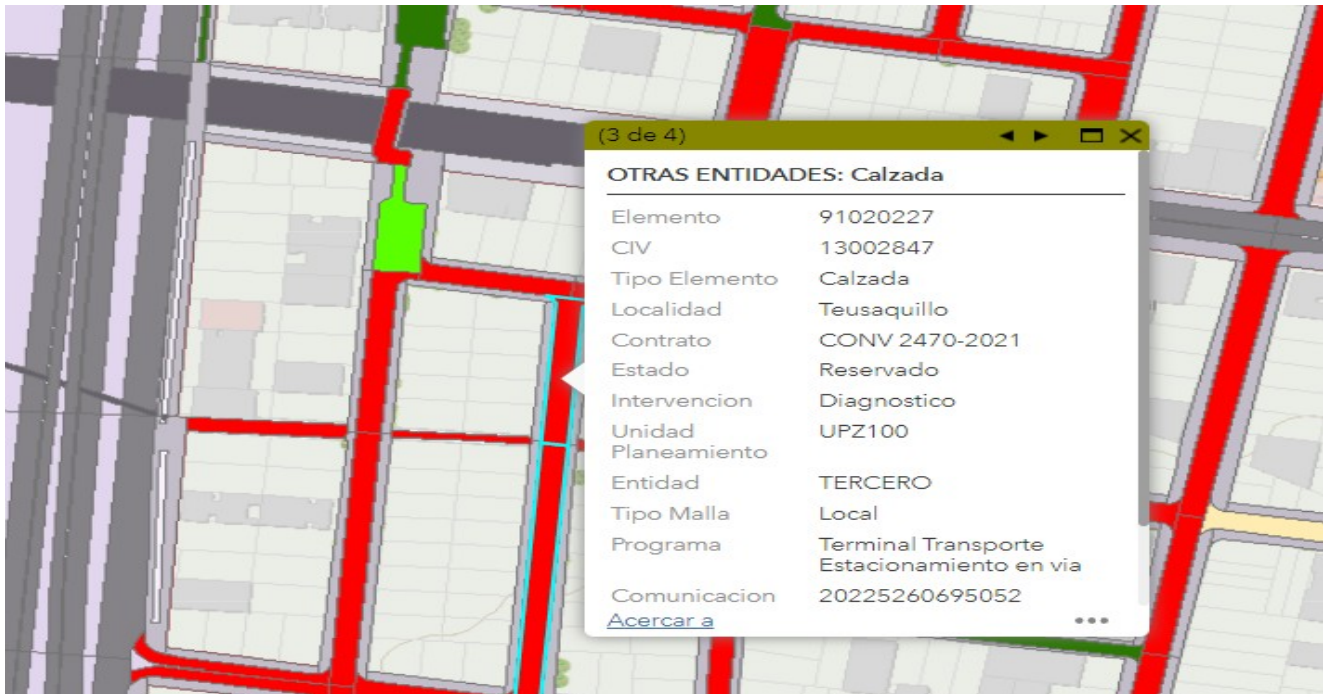 (3 de 4)
OTRAS ENTIDADES: Calzada
Elemento 91020227
CIV 13002847
Tipo Elemento Calzada
Localidad Teusaquillo
Contrato CONV 2470-2021
Estado Reservado
Intervencion Diagnostico
Unidad Planeamiento UPZ100
Entidad TERCERO
Tipo Malla Local
Programa Terminal Transporte Estacionamiento en via
Comunicacion 20225260695052
Acercar a